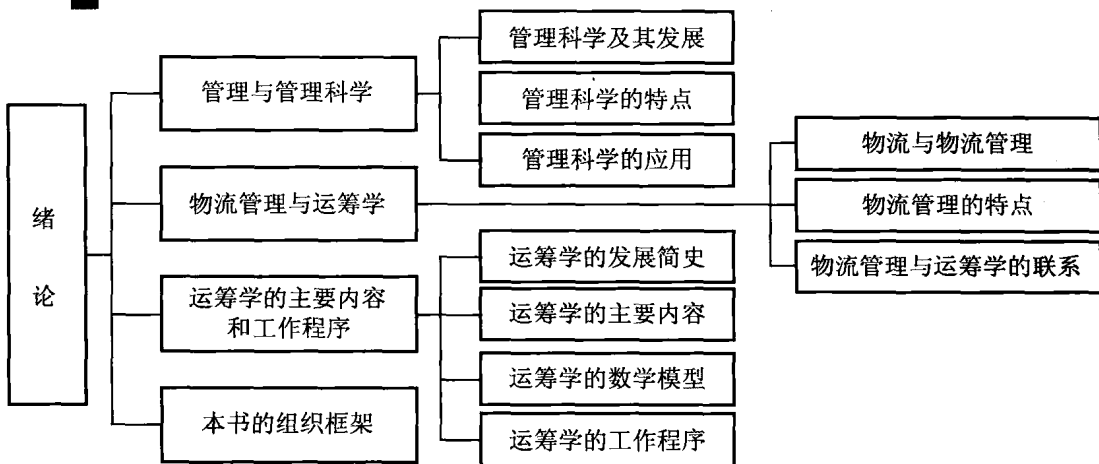 绪论
管理与管理科学
管理科学及其发展
管理科学的特点
管理科学的应用
物流管理与运筹学
物流与物流管理
物流管理的特点
物流管理与运筹学的联系
运筹学的主要内容
和工作程序
运筹学的发展简史
运筹学的主要内容
运筹学的数学模型
运筹学的工作程序
本书的组织框架